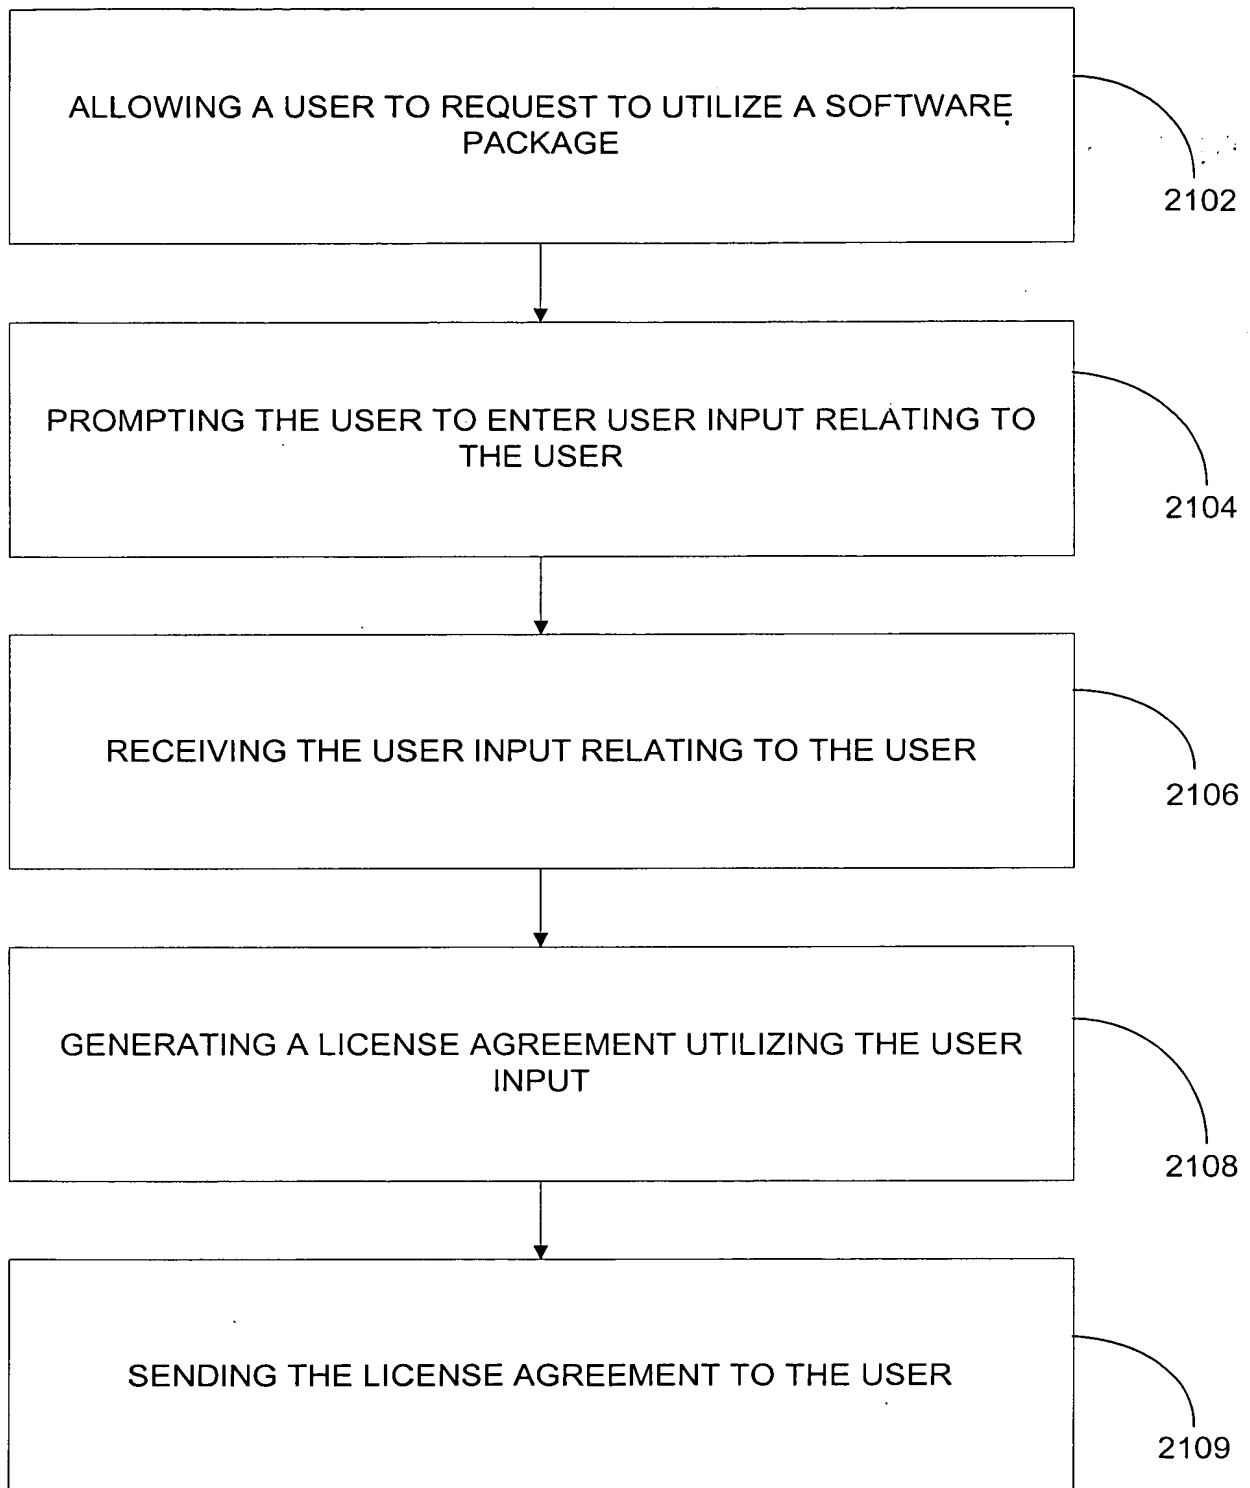 ALLOWING A USER TO REQUEST TO UTILIZE A SOFTWARE
PACKAGE
2102
PROMPTING THE USER TO ENTER USER INPUT RELATING TO
THE USER
2104
RECEIVING THE USER INPUT RELATING TO THE USER
2106
GENERATING A LICENSE AGREEMENT UTILIZING THE USER
INPUT
2108
SENDING THE LICENSE AGREEMENT TO THE USER
2109